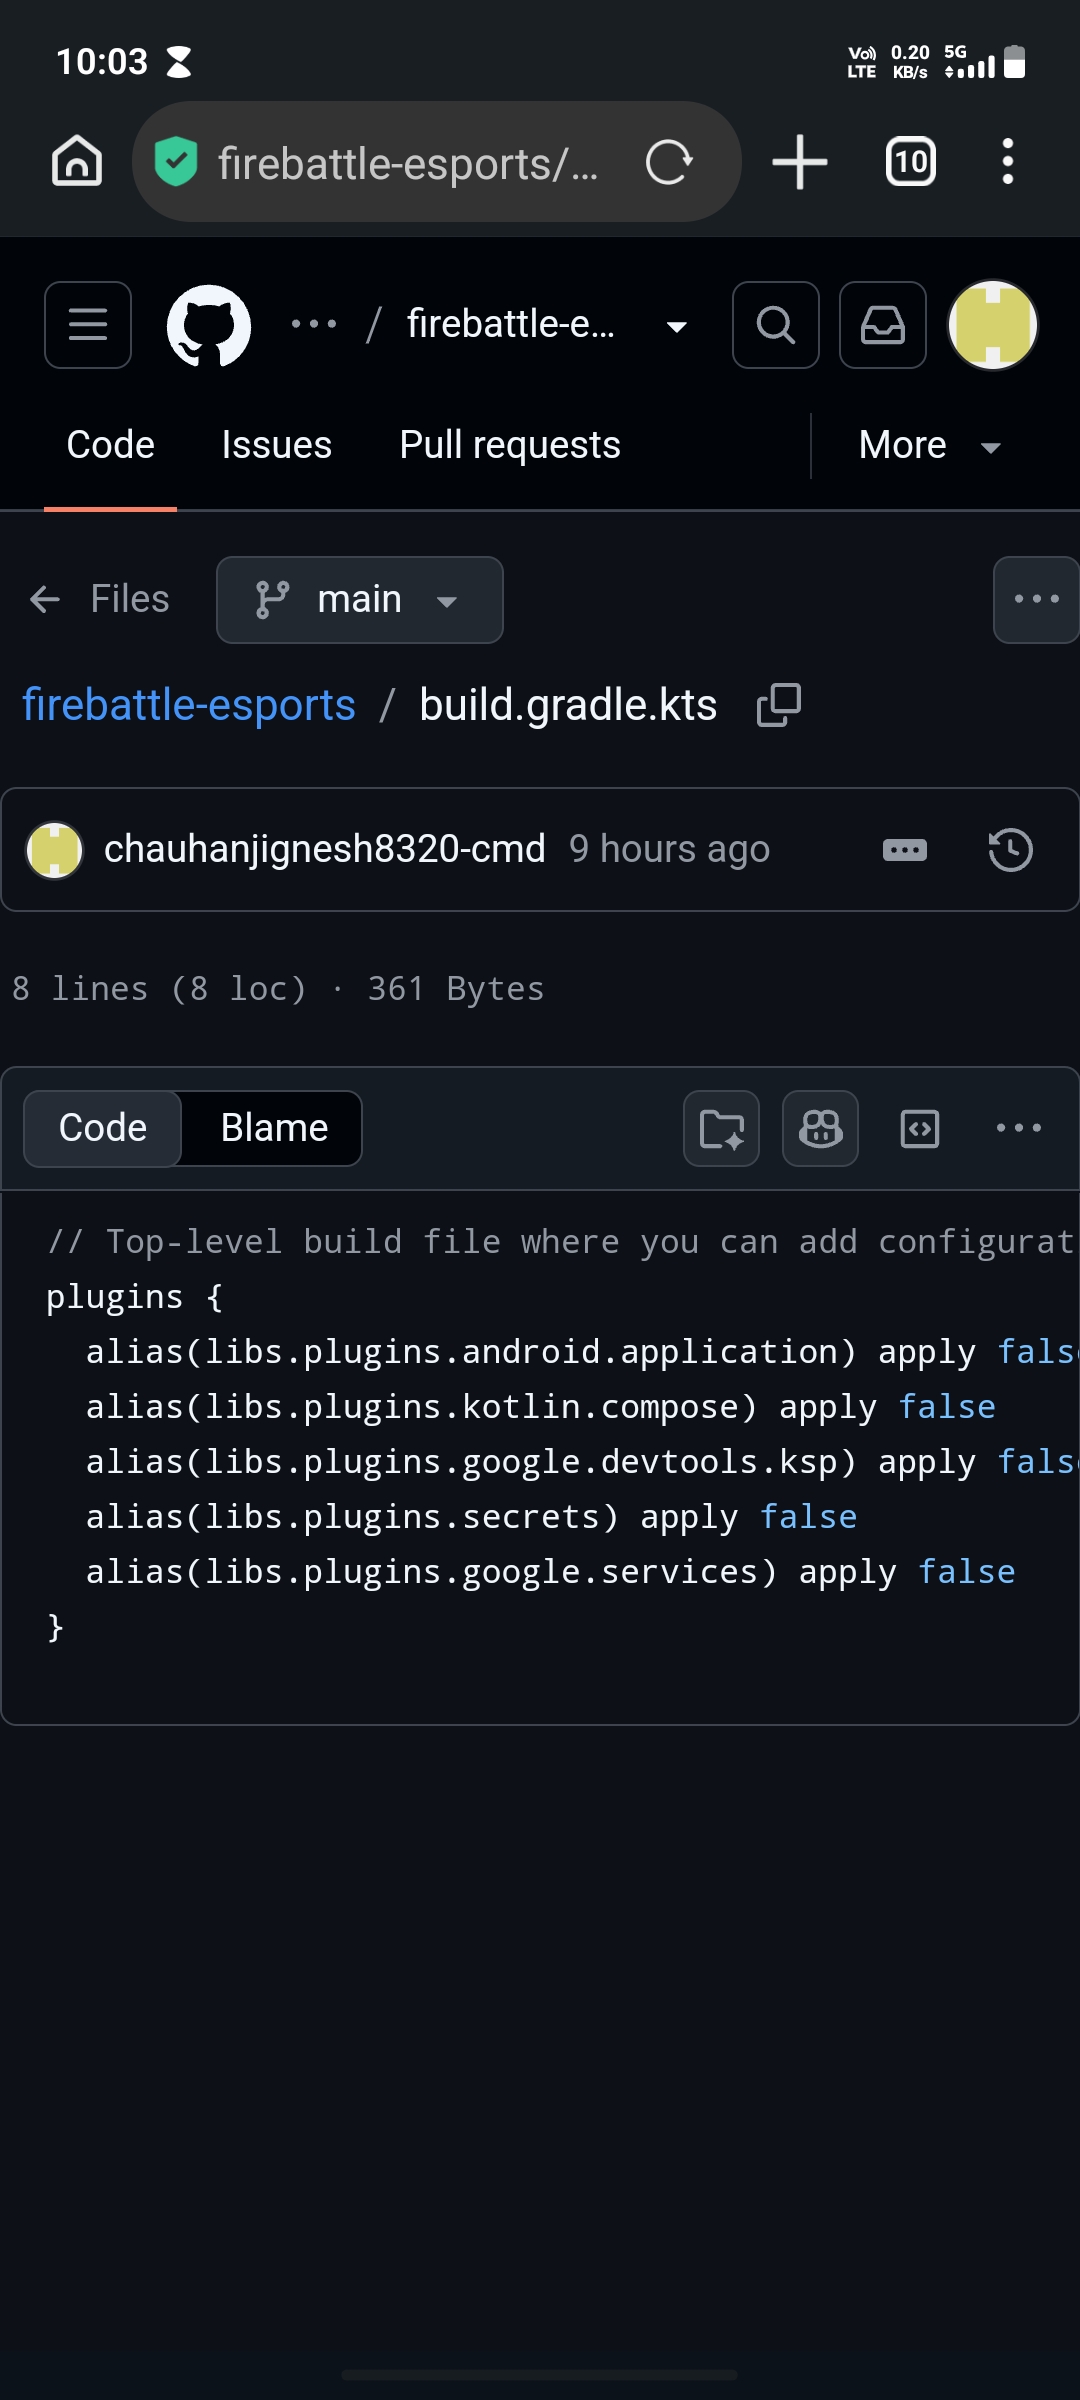 10:03
Vo) LTE 0.20 KB/s 5G
firebattle-esports/...
10
... / firebattle-e...
Code Issues Pull requests More
Files main
firebattle-esports / build.gradle.kts
chauhanjignesh8320-cmd 9 hours ago
8 lines (8 loc) · 361 Bytes
Code Blame
// Top-level build file where you can add configurat
plugins {
alias(libs.plugins.android.application) apply false
alias(libs.plugins.kotlin.compose) apply false
alias(libs.plugins.google.devtools.ksp) apply false
alias(libs.plugins.secrets) apply false
alias(libs.plugins.google.services) apply false
}